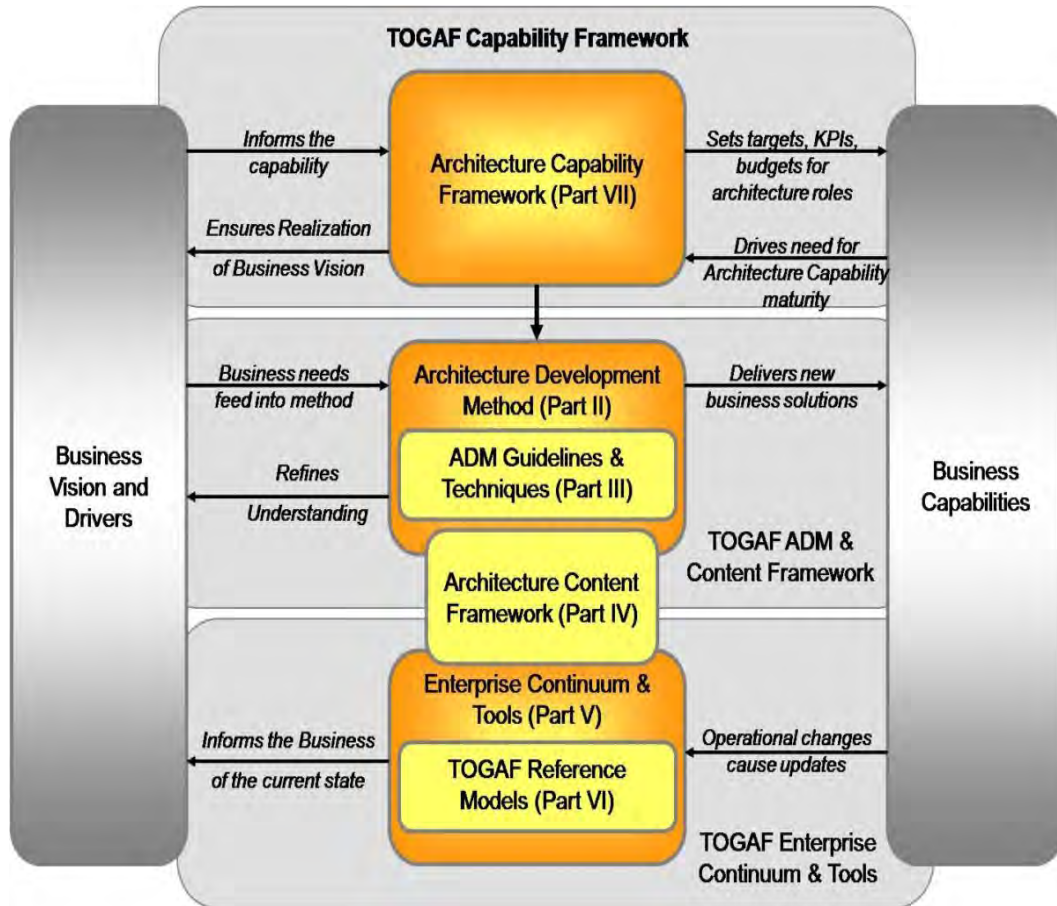 TOGAF Capability Framework
Informs the
capability
Architecture Capability
Framework (Part VII)
Sets targets, KPIs,
budgets for
architecture roles
Ensures Realization
of Business Vision
Drives need for
Architecture Capability
maturity
Business needs
feed into method
Architecture Development
Method (Part II)
Delivers new
business solutions
Business
Vision and
Drivers
Refines
Understanding
ADM Guidelines &
Techniques (Part III)
Business
Capabilities
TOGAF ADM &
Content Framework
Architecture Content
Framework (Part IV)
Enterprise Continuum &
Tools (Part V)
Informs the Business
of the current state
TOGAF Reference
Models (Part VI)
Operational changes
cause updates
TOGAF Enterprise
Continuum & Tools